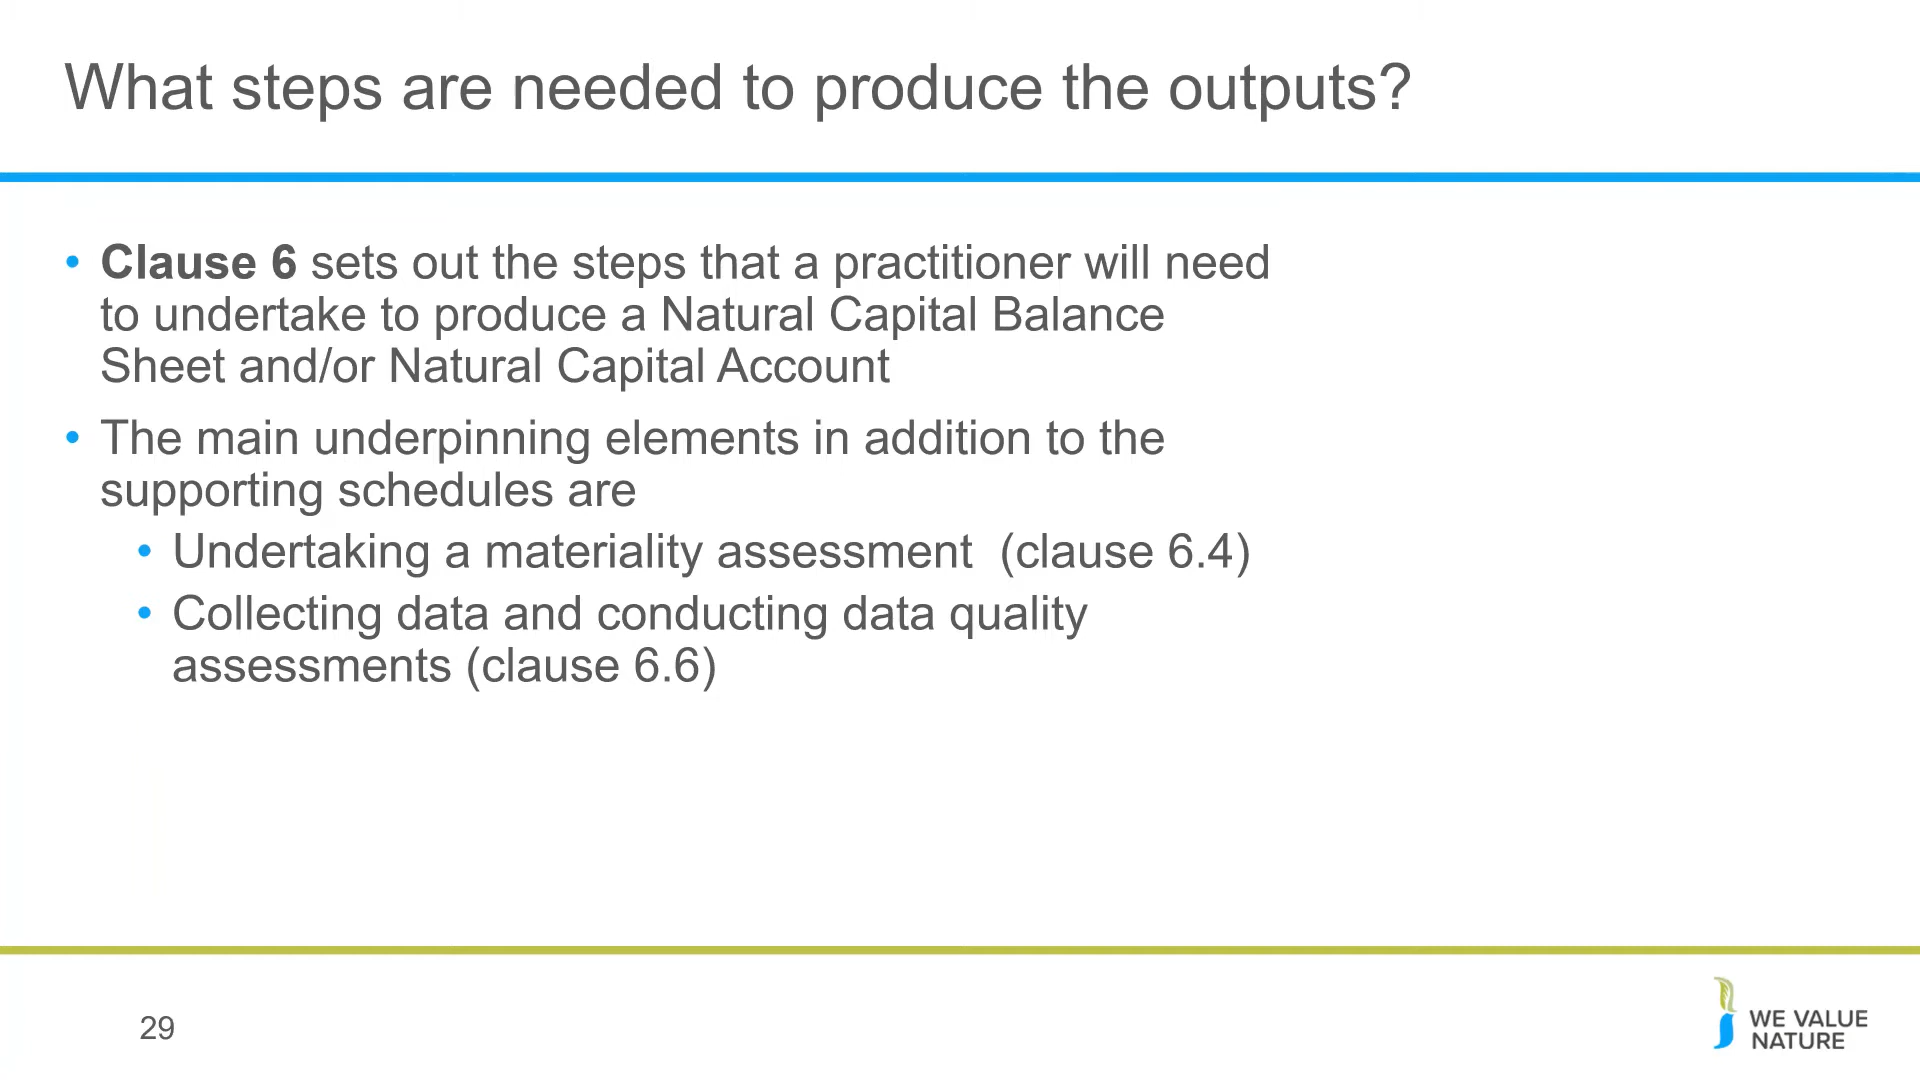 What steps are needed to produce the outputs?
• Clause 6 sets out the steps that a practitioner will need
to undertake to produce a Natural Capital Balance
Sheet and/or Natural Capital Account
• The main underpinning elements in addition to the
supporting schedules are
• Undertaking a materiality assessment  (clause 6.4)
• Collecting data and conducting data quality
assessments (clause 6.6)
29
WE VALUE
NATURE